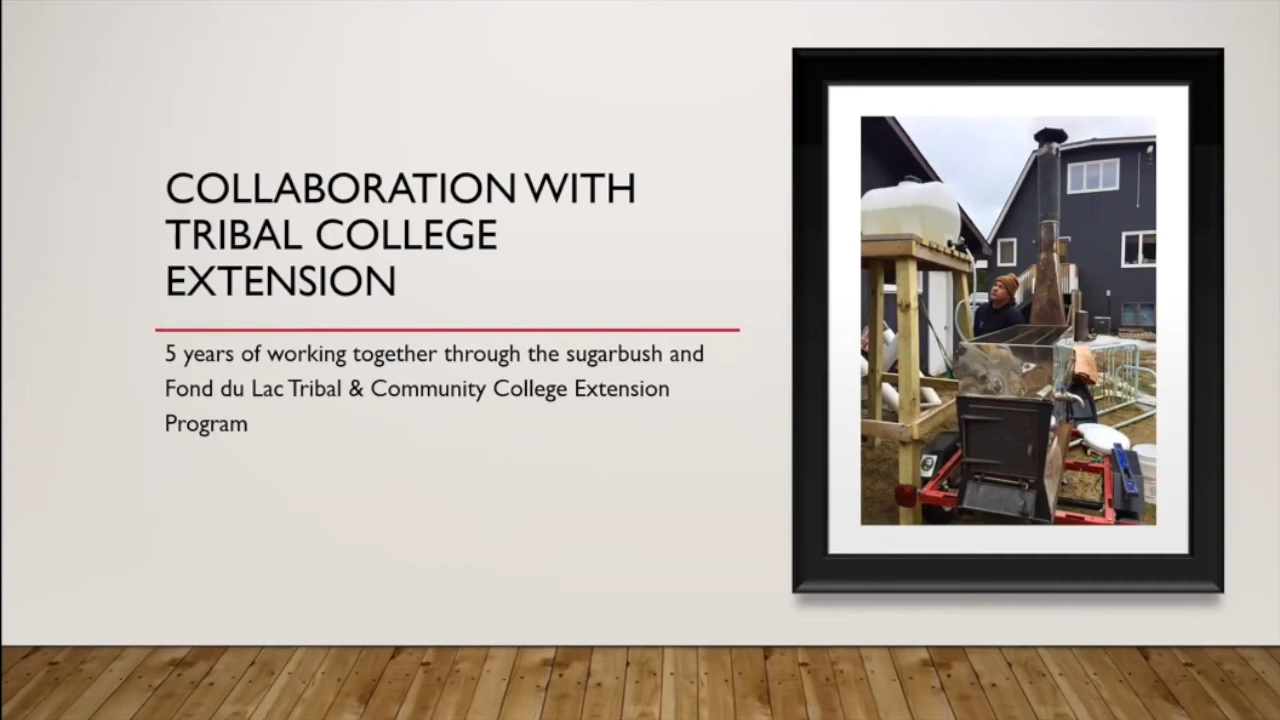 COLLABORATION WITH
TRIBAL COLLEGE
EXTENSION
5 years of working together through the sugarbush and
Fond du Lac Tribal & Community College Extension
Program